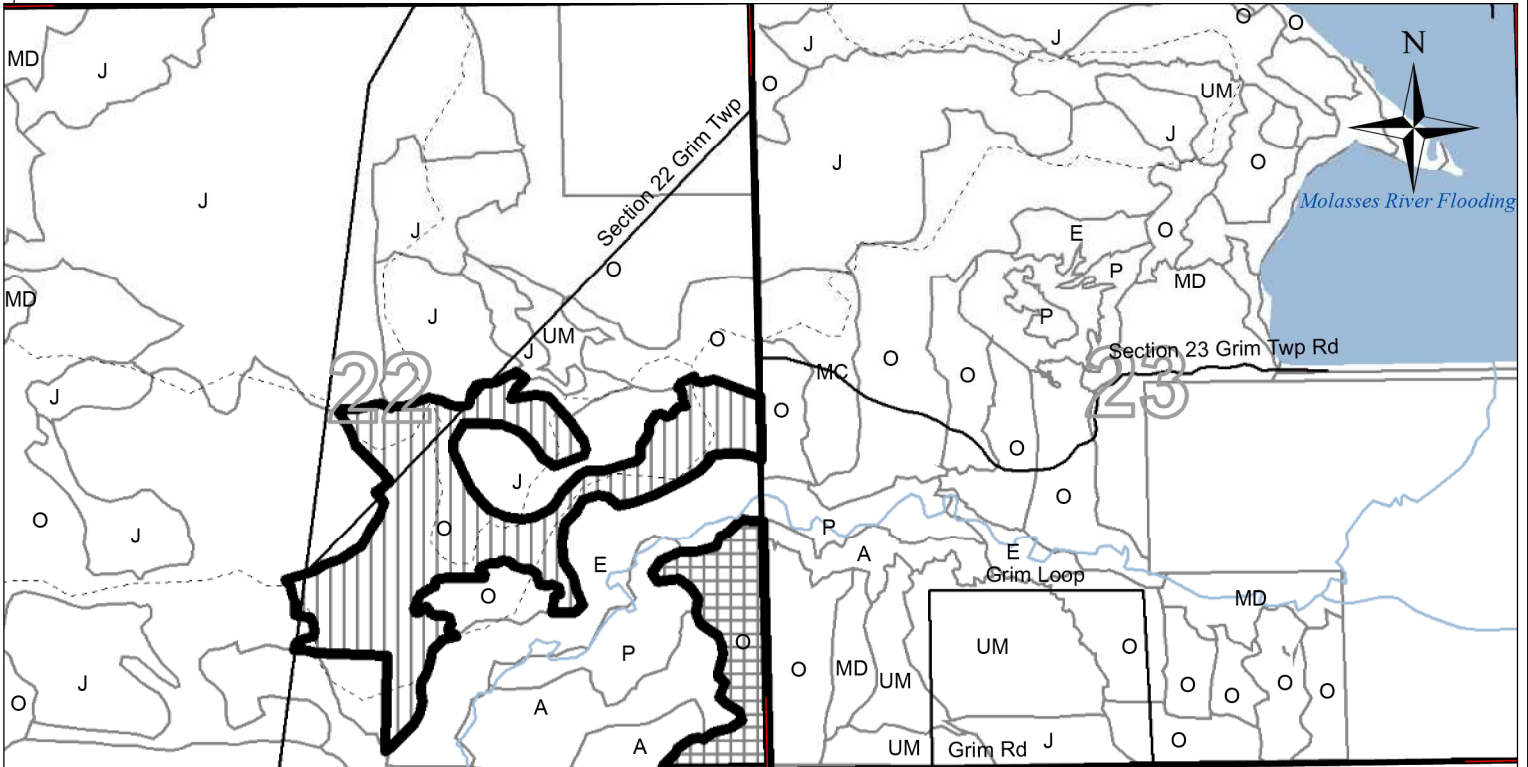 O O
J J
N
MD J
O
UM
J
J O
Section 22 Grim Twp
J
Molasses River Flooding
J E O
O P
MD MD
J P
UM O Section 23 Grim Twp Rd
J O
22 MC O 23
J O
O
J
O
O
O J P
E A E
Grim Loop
O MD
O UM O
P O MD
J UM O O O O
O A
A UM Grim Rd J O